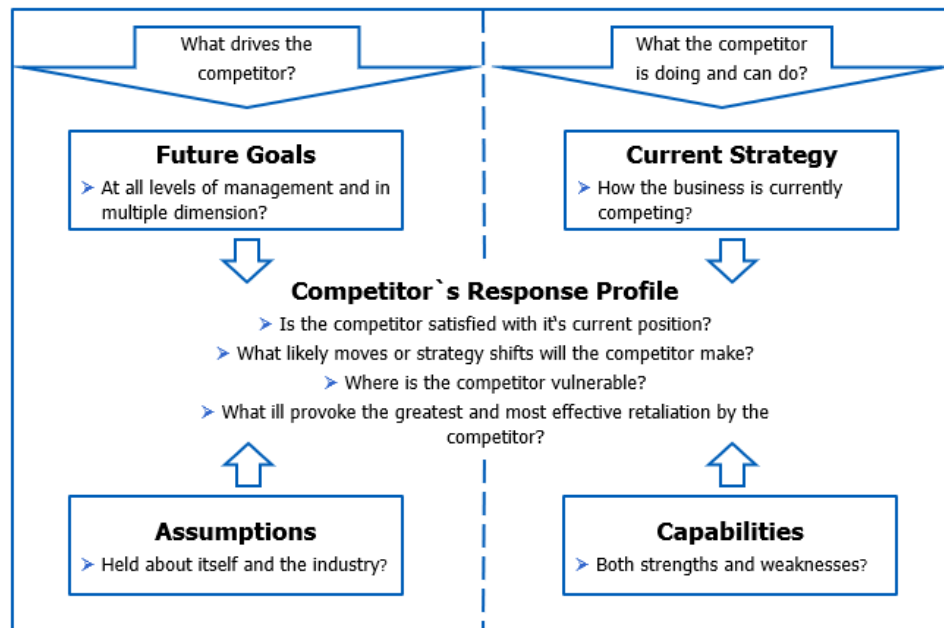 What drives the
competitor?
What the competitor
is doing and can do?
Future Goals
➢ At all levels of management and in
multiple dimension?
Current Strategy
➢ How the business is currently
competing?
Competitor`s Response Profile
➢ Is the competitor satisfied with it's current position?
➢ What likely moves or strategy shifts will the competitor make?
➢ Where is the competitor vulnerable?
➢ What ill provoke the greatest and most effective retaliation by the
competitor?
Assumptions
➢ Held about itself and the industry?
Capabilities
➢ Both strengths and weaknesses?